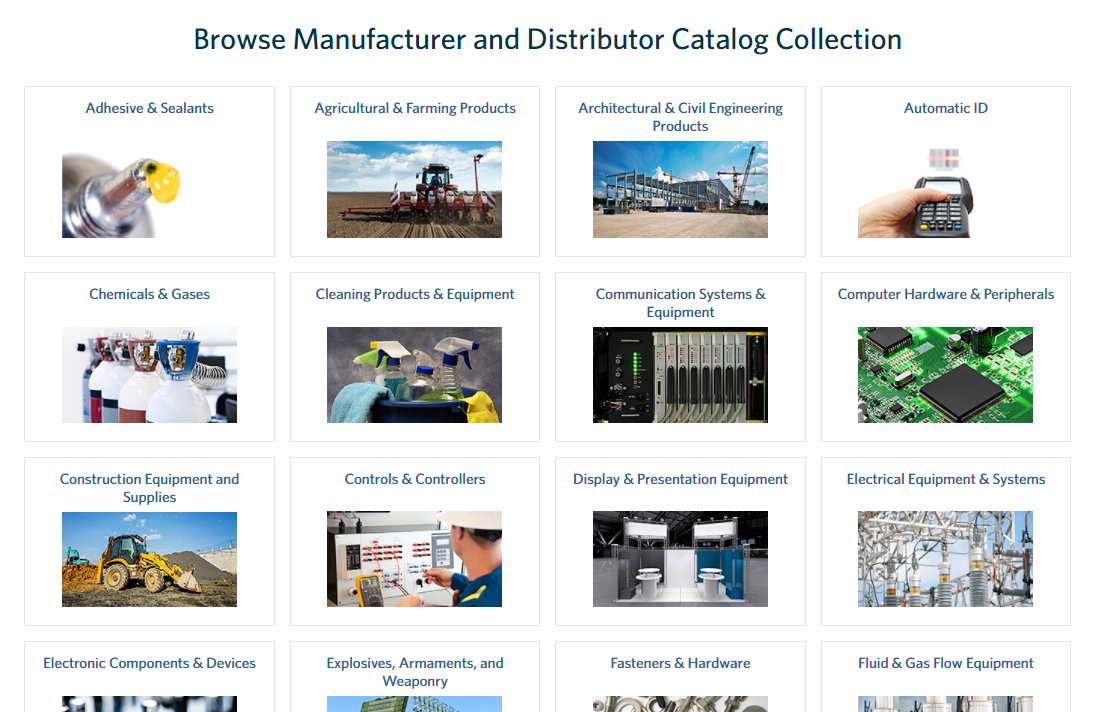 Browse Manufacturer and Distributor Catalog Collection
Adhesive & Sealants
Agricultural & Farming Products
Architectural & Civil Engineering
Products
Automatic ID
Chemicals & Gases
Cleaning Products & Equipment
Communication Systems &
Equipment
Computer Hardware & Peripherals
Construction Equipment and
Supplies
Controls & Controllers
Display & Presentation Equipment
Electrical Equipment & Systems
Electronic Components & Devices
Explosives, Armaments, and
Weaponry
Fasteners & Hardware
Fluid & Gas Flow Equipment